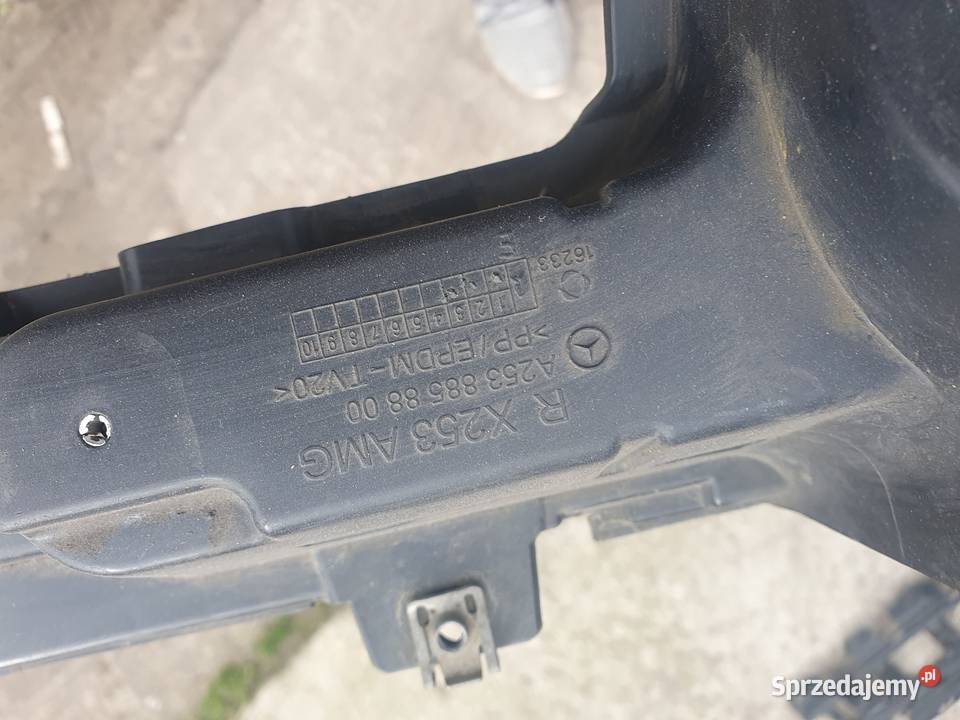 R X253 AMG
A253 885 88 00
>PP/EPDM-TV20<
1 2 3 4 5 6 7 8 9 10
16233
Sprzedajemy.pl